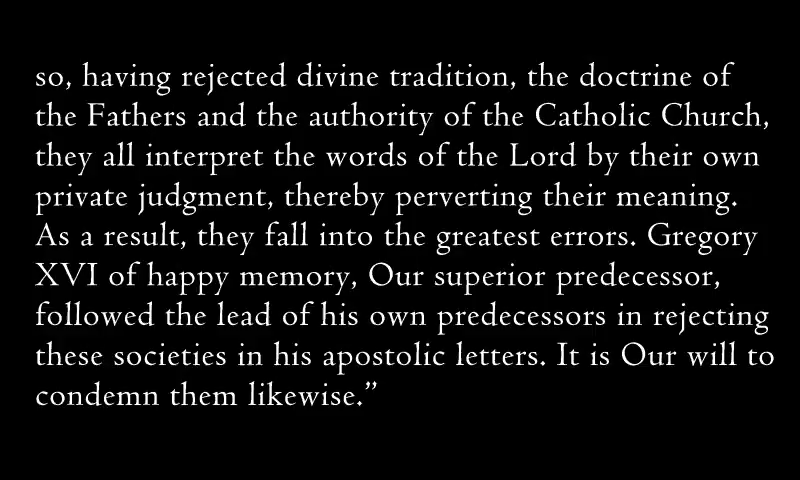 so, having rejected divine tradition, the doctrine of
the Fathers and the authority of the Catholic Church,
they all interpret the words of the Lord by their own
private judgment, thereby perverting their meaning.
As a result, they fall into the greatest errors. Gregory
XVI of happy memory, Our superior predecessor,
followed the lead of his own predecessors in rejecting
these societies in his apostolic letters. It is Our will to
condemn them likewise.”